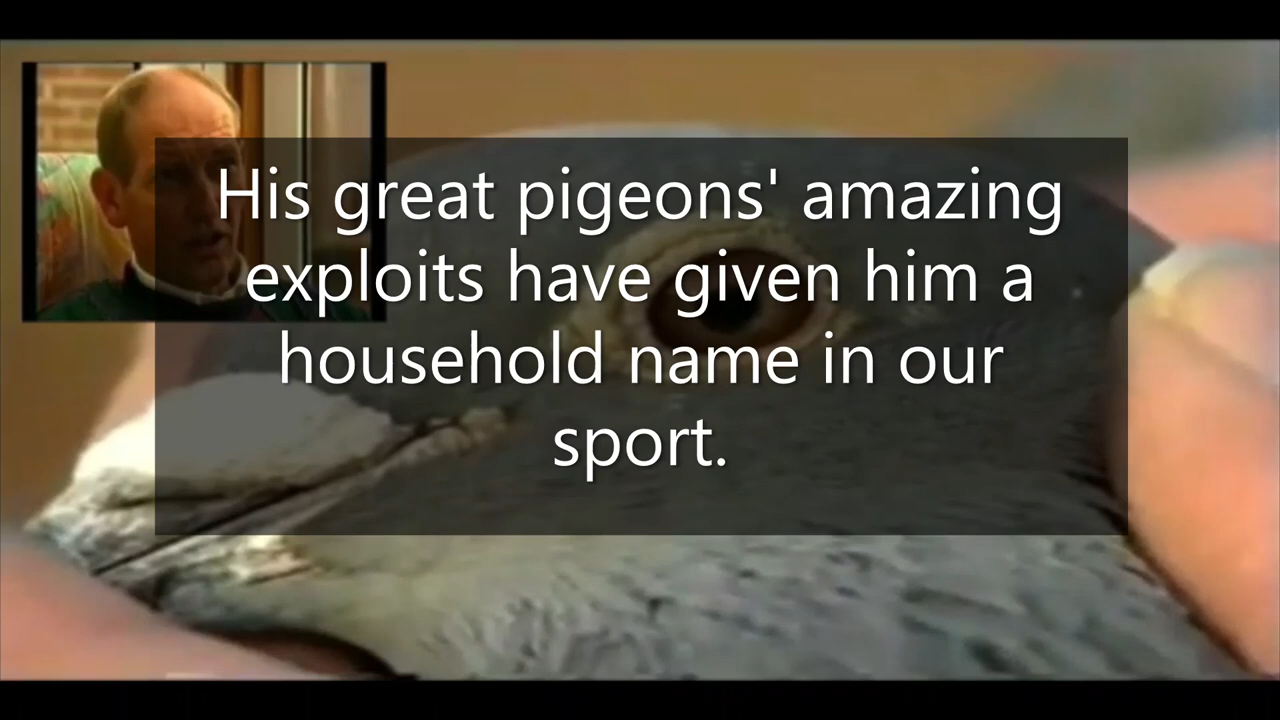 His great pigeons' amazing
exploits have given him a
household name in our
sport.